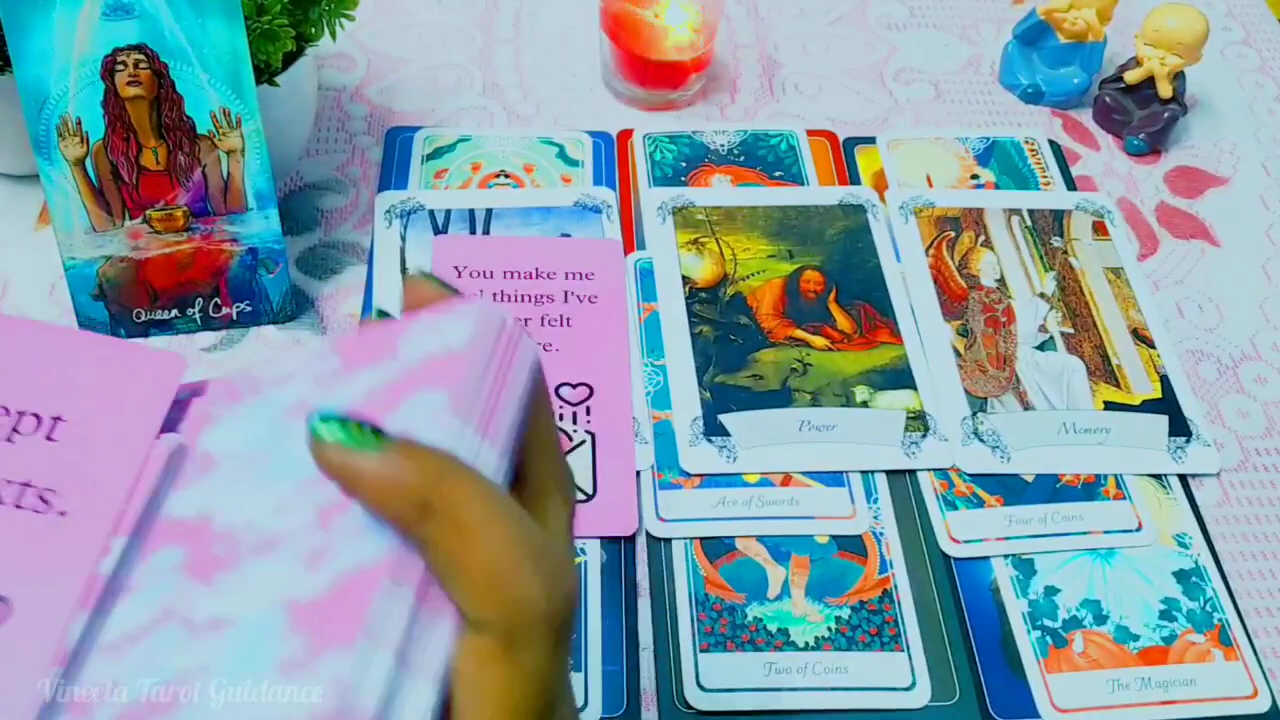 Queen of Cups
You make me
things I've
felt
Power
Memory
Ace of Swords
Four of Coins
Two of Coins
The Magician
Vineela Tarot Guidance